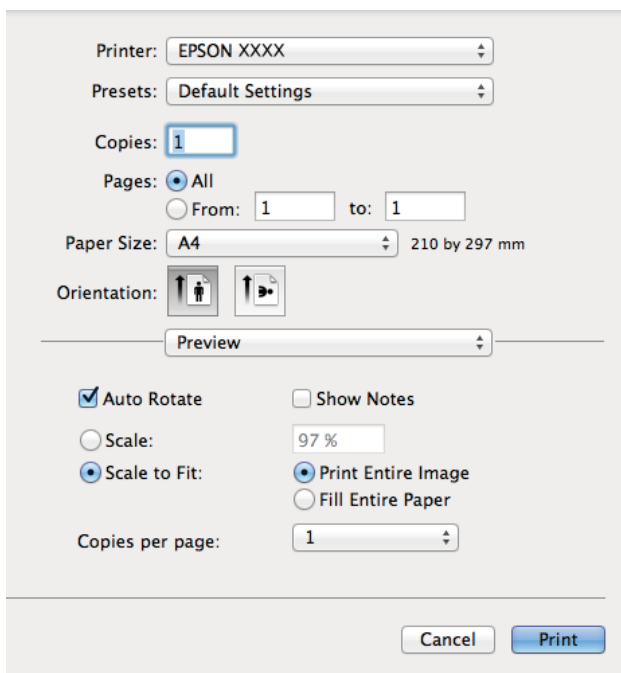 Printer: EPSON XXXX
Presets: Default Settings
Copies: 1
Pages: All
From: 1 to: 1
Paper Size: A4 210 by 297 mm
Orientation:
Preview
Auto Rotate Show Notes
Scale: 97 %
Scale to Fit: Print Entire Image
Fill Entire Paper
Copies per page: 1
Cancel Print